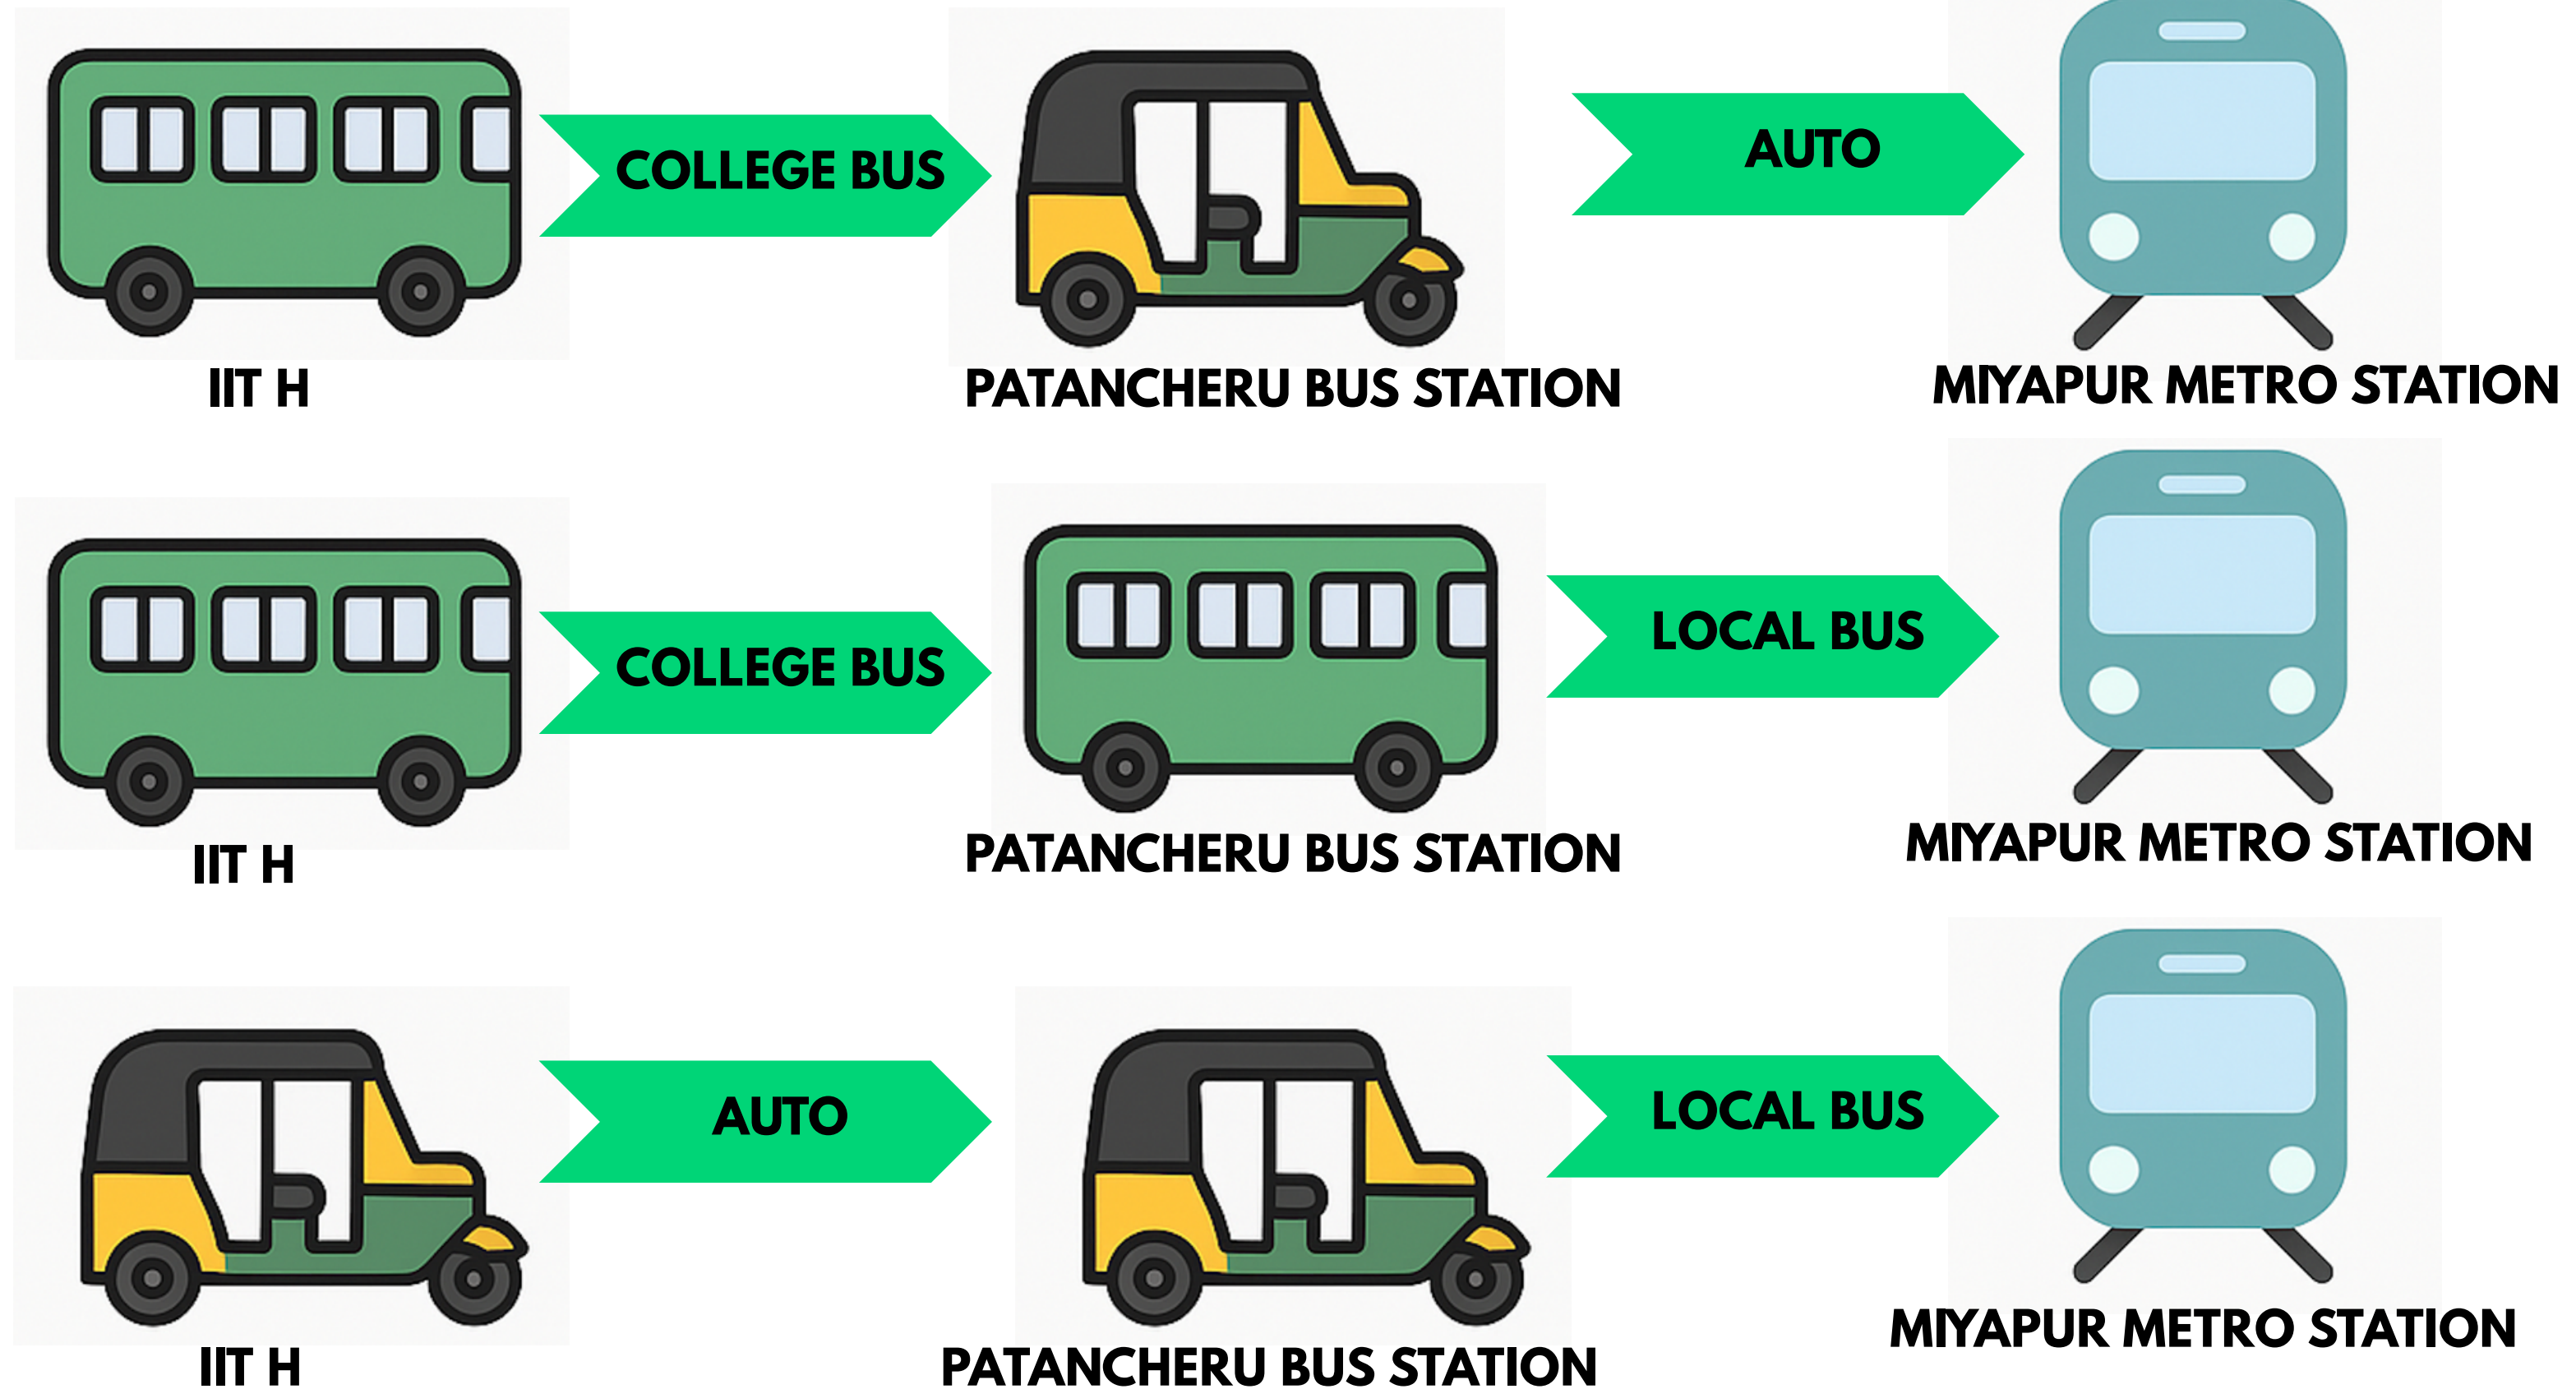 COLLEGE BUS
AUTO
IIT H
PATANCHERU BUS STATION
MIYAPUR METRO STATION
COLLEGE BUS
LOCAL BUS
IIT H
PATANCHERU BUS STATION
MIYAPUR METRO STATION
AUTO
LOCAL BUS
IIT H
PATANCHERU BUS STATION
MIYAPUR METRO STATION